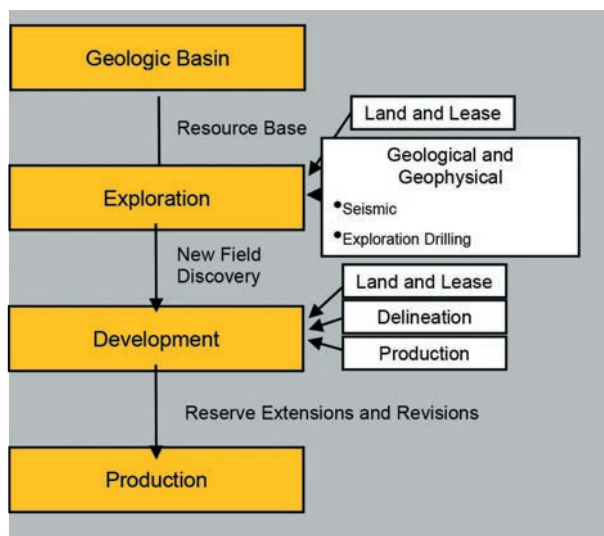 Geologic Basin
Resource Base
Land and Lease
Geological and
Geophysical
•Seismic
•Exploration Drilling
Exploration
New Field
Discovery
Land and Lease
Delineation
Production
Development
Reserve Extensions and Revisions
Production